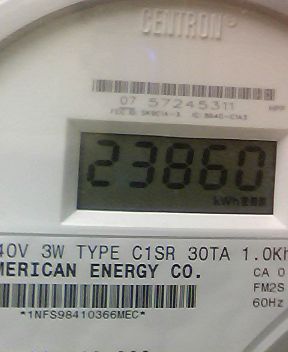 CENTRON®
07 57245311
23860
kWh
40V 3W TYPE C1SR 30TA 1.0Kh
MERICAN ENERGY CO.
CA 0
FM2S
60Hz
*1NFS98410366MEC*